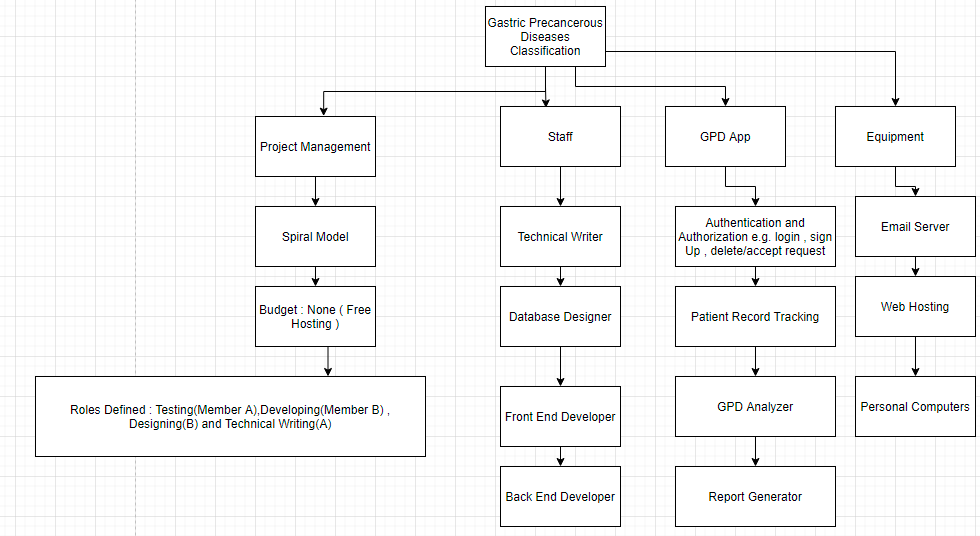 Gastric Precancerous
Diseases
Classification
Project Management
Staff
GPD App
Equipment
Spiral Model
Technical Writer
Authentication and
Authorization e.g. login , sign
Up , delete/accept request
Email Server
Budget : None ( Free
Hosting )
Database Designer
Patient Record Tracking
Web Hosting
Roles Defined : Testing(Member A),Developing(Member B) ,
Designing(B) and Technical Writing(A)
Front End Developer
GPD Analyzer
Personal Computers
Back End Developer
Report Generator